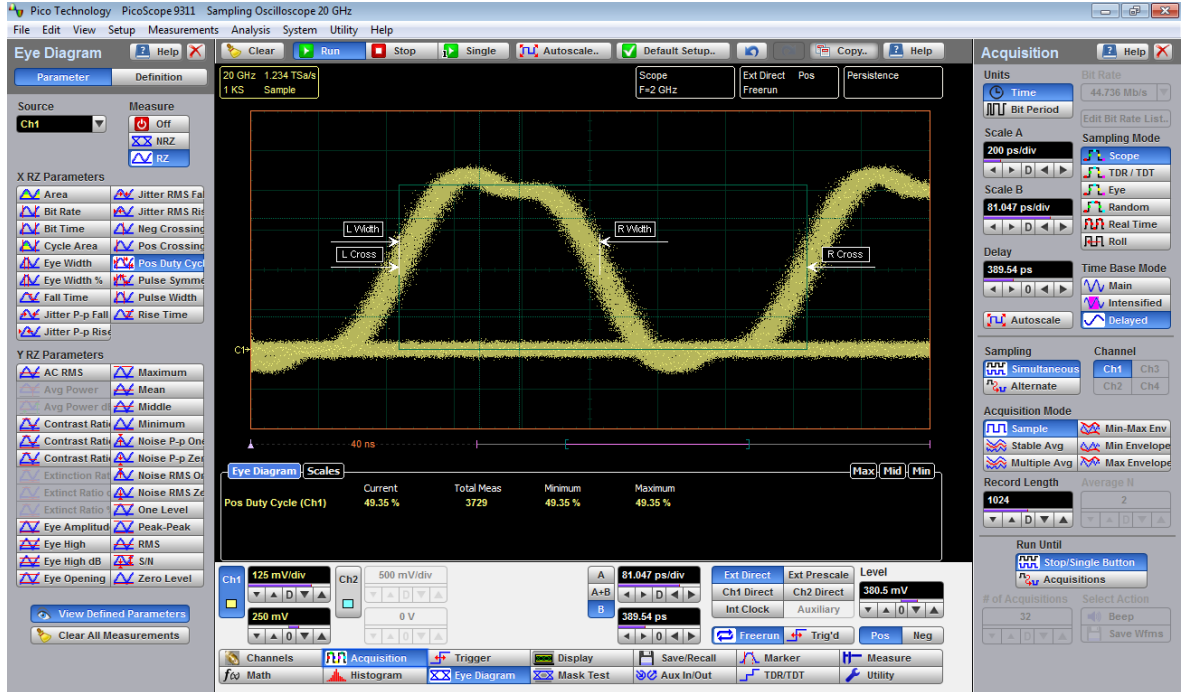 Pico Technology PicoScope 9311 Sampling Oscilloscope 20 GHz
File Edit View Setup Measurements Analysis System Utility Help
Eye Diagram Help
Clear Run Stop Single Autoscale.. Default Setup.. Copy.. Help
Acquisition Help
Parameter Definition
Source Measure
Ch1 Off
NRZ
RZ
X RZ Parameters
Area Jitter RMS Fa
Bit Rate Jitter RMS Ris
Bit Time Neg Crossing
Cycle Area Pos Crossing
Eye Width Pos Duty Cycl
Eye Width % Pulse Symme
Fall Time Pulse Width
Jitter P-p Fall Rise Time
Jitter P-p Rise
Y RZ Parameters
AC RMS Maximum
Avg Power Mean
Avg Power dB Middle
Contrast Rati Minimum
Contrast Rati Noise P-p One
Contrast Rati Noise P-p Zer
Extinction Rat Noise RMS On
Extinct Ratio Noise RMS Ze
Extinct Ratio One Level
Eye Amplitud Peak-Peak
Eye High RMS
Eye High dB S/N
Eye Opening Zero Level
View Defined Parameters
Clear All Measurements
20 GHz 1.234 TSa/s
1 KS Sample
Scope
F=2 GHz
Ext Direct Pos
Freerun
Persistence
L Width
R Width
L Cross
R Cross
C1
40 ns
Eye Diagram Scales Max Mid Min
Current Total Meas Minimum Maximum
Pos Duty Cycle (Ch1) 49.35 % 3729 49.35 % 49.35 %
Ch1 125 mV/div Ch2 500 mV/div
D D
250 mV 0 V
0 0
A 81.047 ps/div
A+B D
B 389.54 ps
0
Ext Direct Ext Prescale Level
Ch1 Direct Ch2 Direct 380.5 mV
Int Clock Auxiliary 0
Freerun Trig'd Pos Neg
Channels Acquisition Trigger Display Save/Recall Marker Measure
f(x) Math Histogram Eye Diagram Mask Test Aux In/Out TDR/TDT Utility
Units Bit Rate
Time 44.736 Mb/s
Bit Period Edit Bit Rate List..
Scale A Sampling Mode
200 ps/div Scope
D TDR / TDT
Scale B Eye
81.047 ps/div Random
D Real Time
Roll
Delay
389.54 ps Time Base Mode
0 Main
Intensified
Autoscale Delayed
Sampling Channel
Simultaneous Ch1 Ch3
Alternate Ch2 Ch4
Acquisition Mode
Sample Min-Max Env
Stable Avg Min Envelope
Multiple Avg Max Envelope
Record Length Average N
1024 2
D D
Run Until
Stop/Single Button
Acquisitions
# of Acquisitions Select Action
32 Beep
D Save Wfms